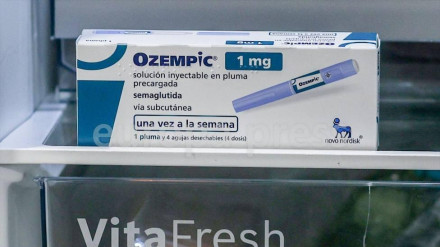 OZEMPIC® 1 mg
solución inyectable en pluma
precargada
semaglutida
vía subcutánea
una vez a la semana
1 pluma y 4 agujas desechables (4 dosis)
novo nordisk
VitaFresh